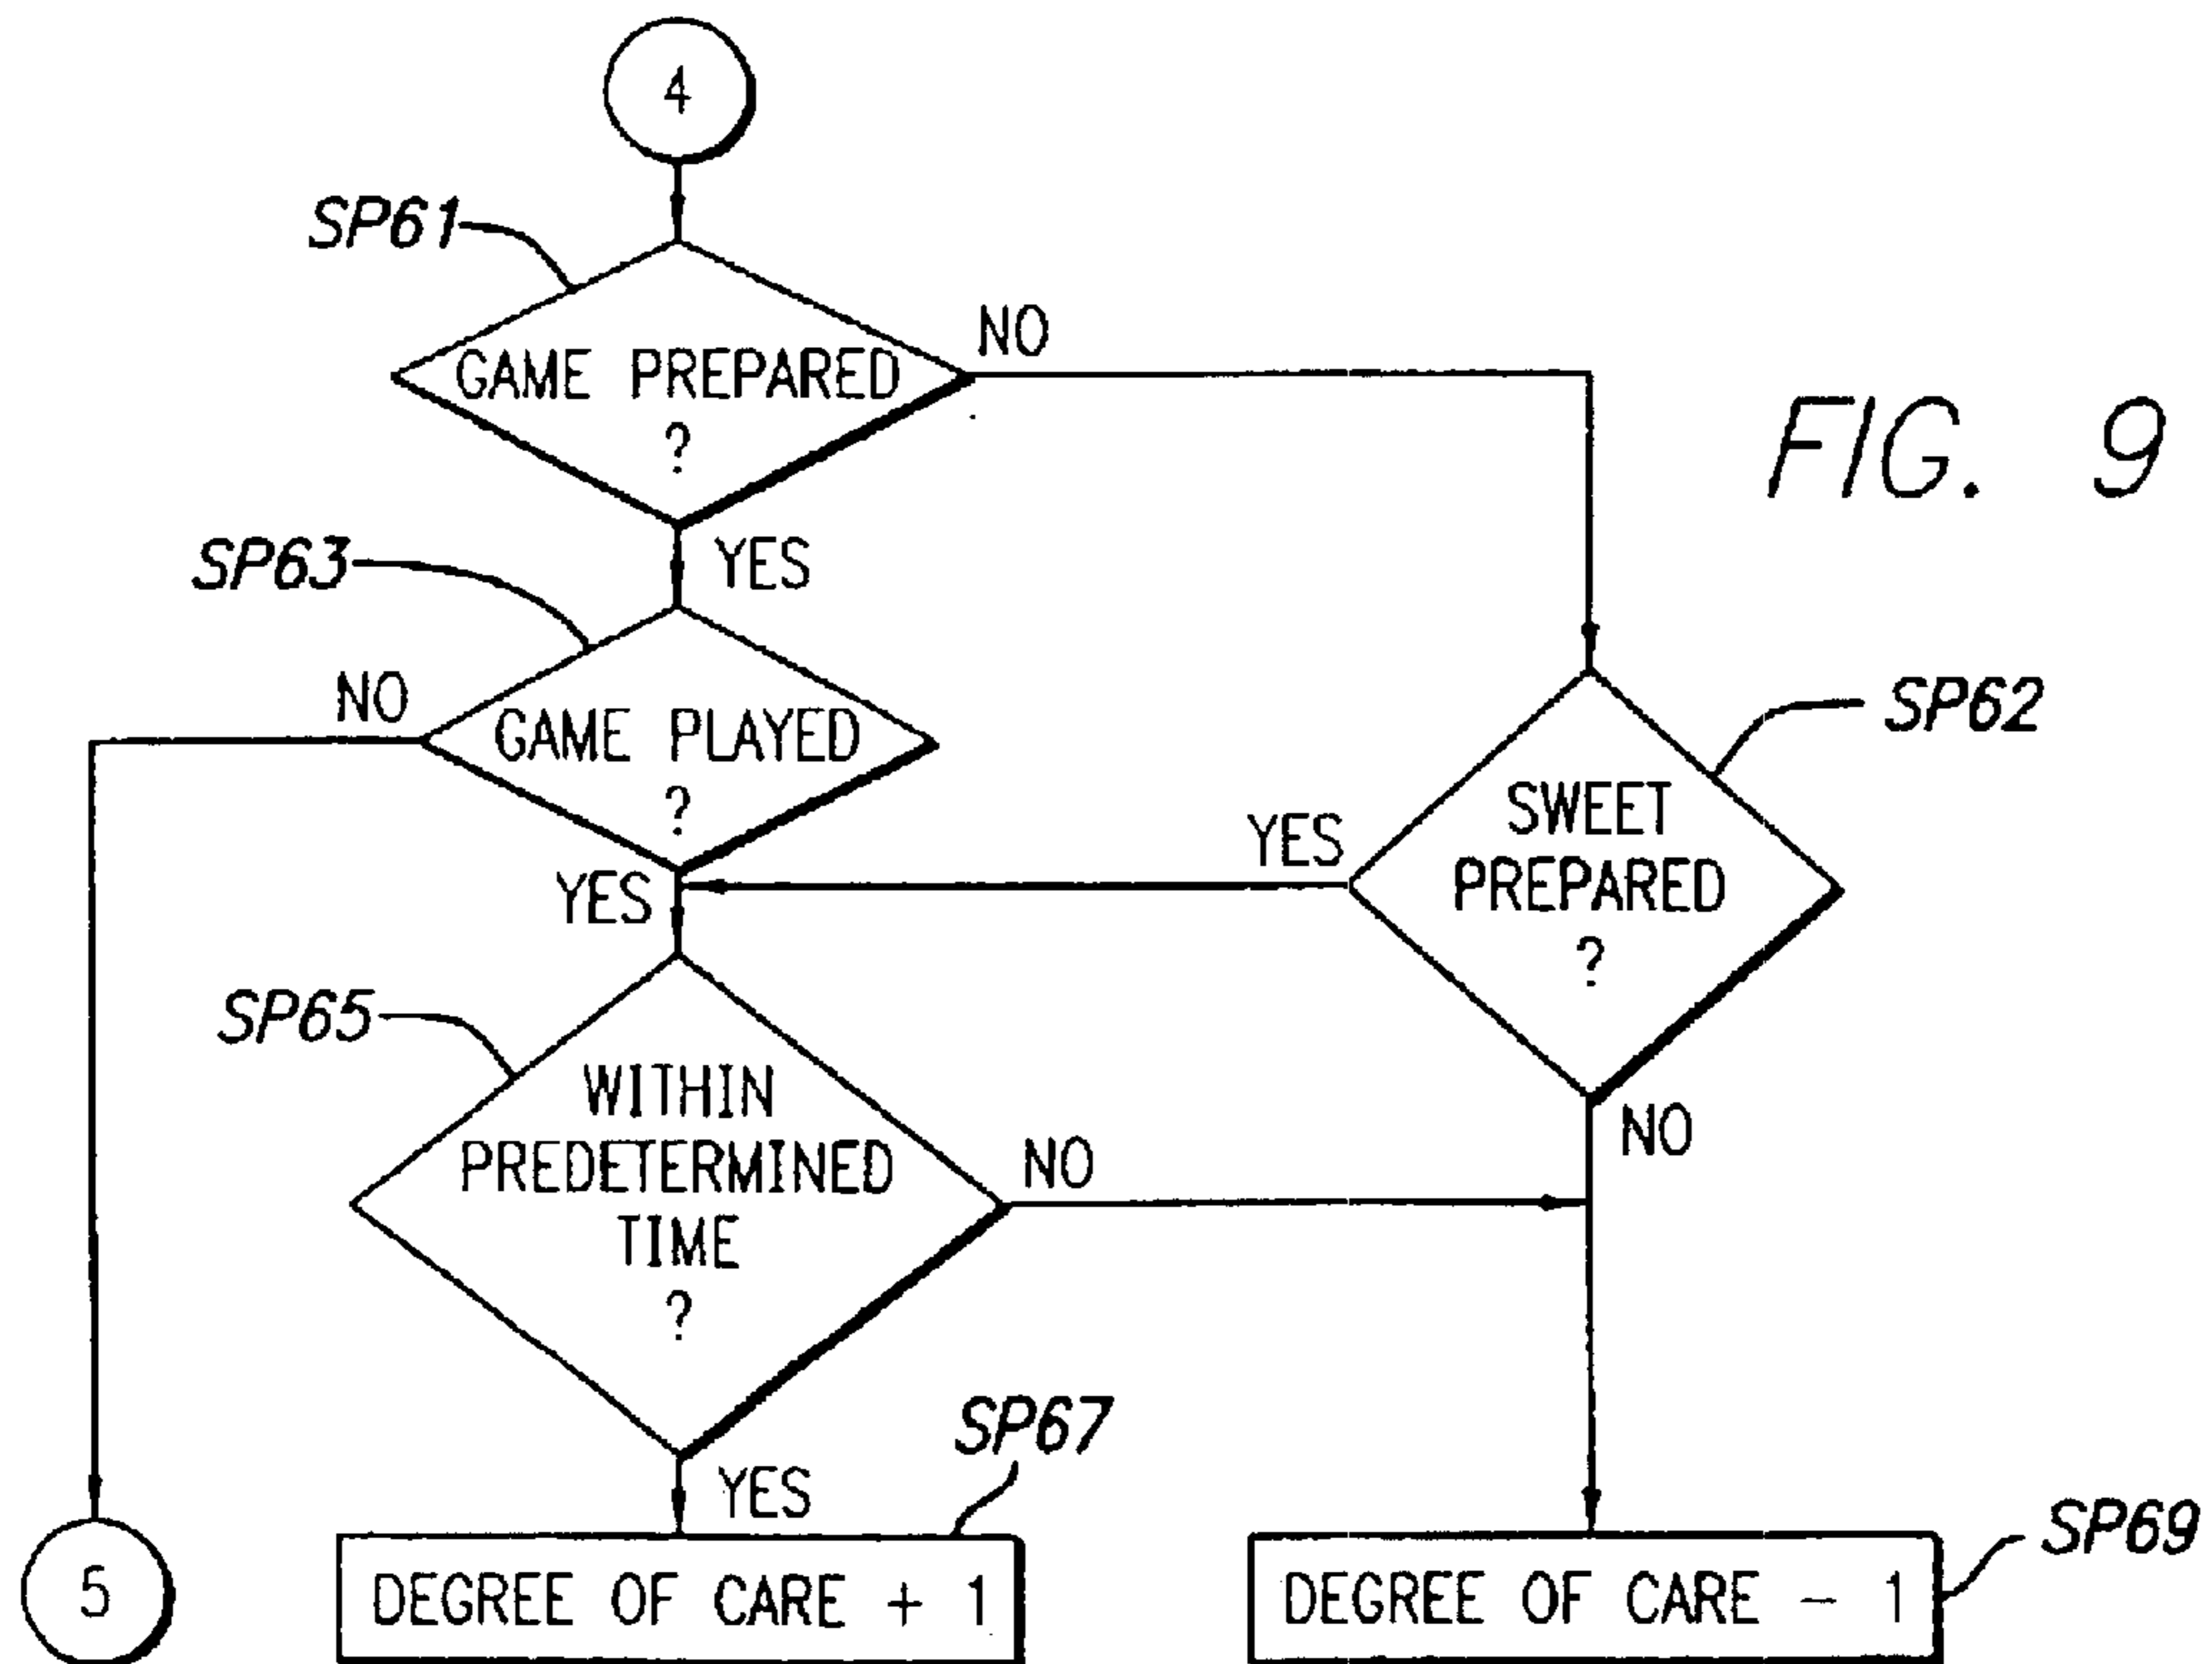 4
SP61
GAME PREPARED
?
NO
FIG. 9
YES
SP63
NO
GAME PLAYED
?
YES
SP62
SWEET
PREPARED
?
YES
NO
SP65
WITHIN
PREDETERMINED
TIME
?
NO
YES
SP67
DEGREE OF CARE + 1
SP69
DEGREE OF CARE - 1
5